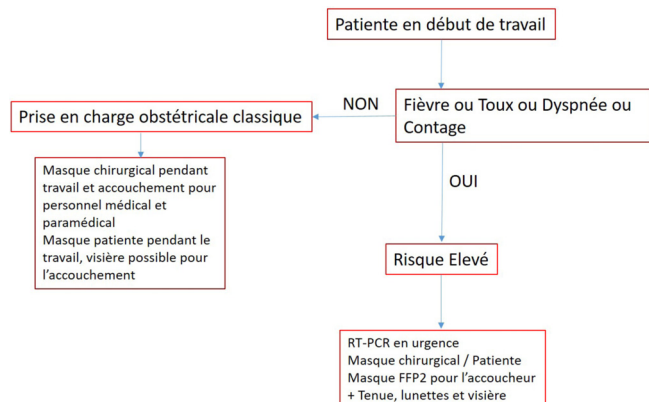 Patiente en début de travail
Fièvre ou Toux ou Dyspnée ou
Contage
NON
Prise en charge obstétricale classique
Masque chirurgical pendant
travail et accouchement pour
personnel médical et
paramédical
Masque patiente pendant le
travail, visière possible pour
l’accouchement
OUI
Risque Elevé
RT-PCR en urgence
Masque chirurgical / Patiente
Masque FFP2 pour l’accoucheur
+ Tenue, lunettes et visière